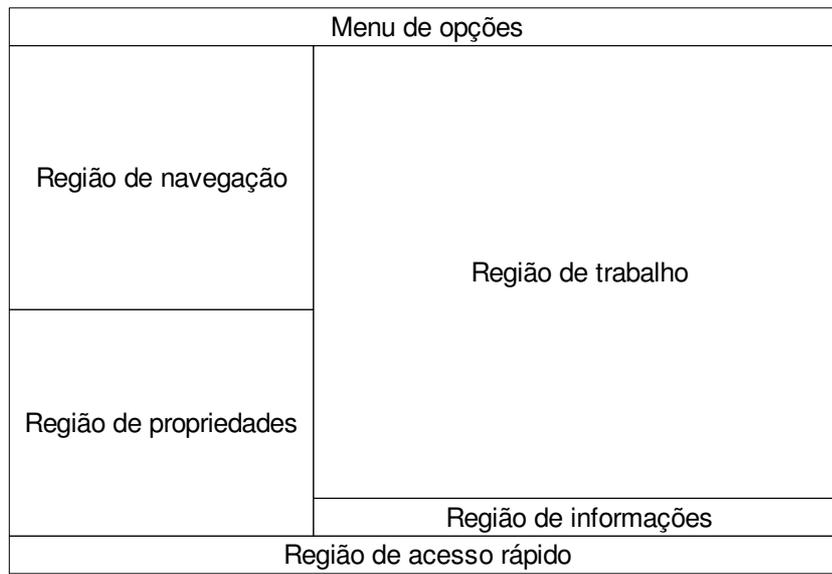 Menu de opções
Região de navegação
Região de trabalho
Região de propriedades
Região de informações
Região de acesso rápido